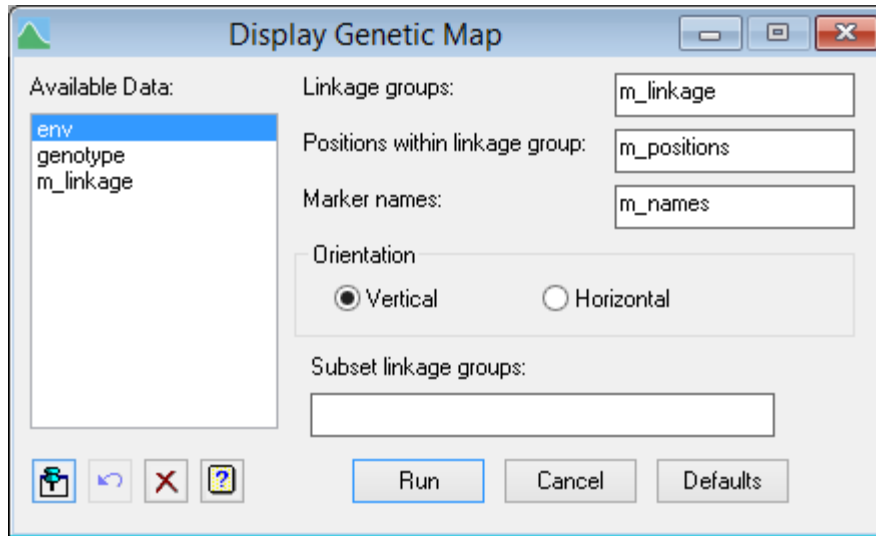 Display Genetic Map
Available Data:
env
genotype
m_linkage
Linkage groups:
m_linkage
Positions within linkage group:
m_positions
Marker names:
m_names
Orientation
Vertical
Horizontal
Subset linkage groups:
?
Run
Cancel
Defaults